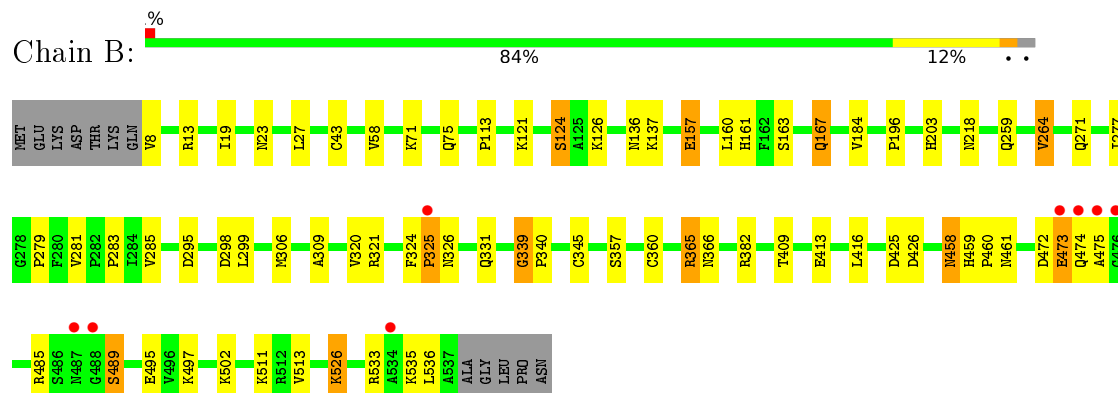 .%
Chain B:
84% 12% • •
MET GLU LYS ASP THR LYS GLN V8 R13 I19 N23 L27 C43 V58 K71 Q75 P113 K121 S124 A125 K126 N136 K137 E157 L160 H161 F162 S163 Q167 V184 P196 H203 N218 Q259 V264 Q271 I277
G278 P279 F280 V281 P282 P283 I284 V285 D295 D298 L299 M306 A309 V320 R321 F324 P325 N326 Q331 G339 P340 C345 S357 C360 R365 N366 R382 T409 E413 L416 D425 D426 N458 H459 P460 N461 D472 E473 Q474 A475 G476
R485 S486 N487 G488 S489 E495 V496 K497 K502 K511 R512 V513 K526 R533 A534 K535 L536 A537 ALA GLY LEU PRO ASN